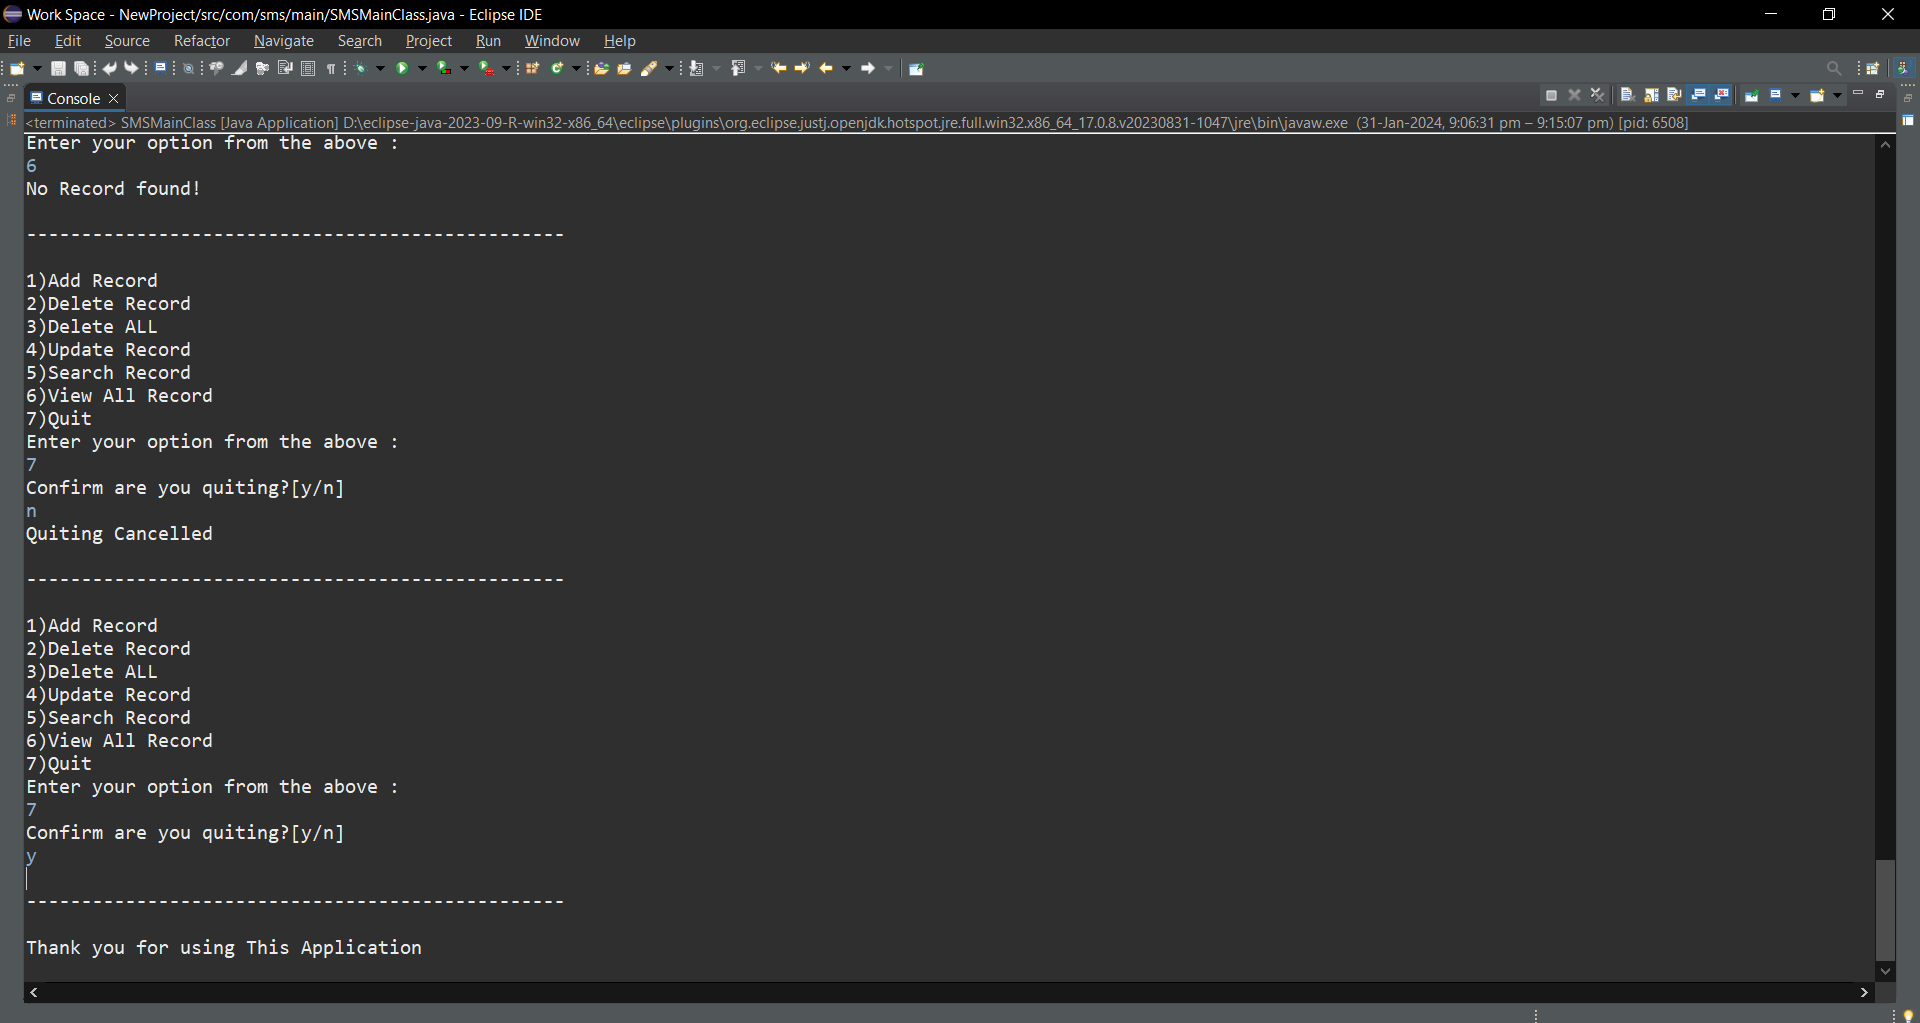 Work Space - NewProject/src/com/sms/main/SMSMainClass.java - Eclipse IDE
File Edit Source Refactor Navigate Search Project Run Window Help
Console
<terminated> SMSMainClass [Java Application] D:\eclipse-java-2023-09-R-win32-x86_64\eclipse\plugins\org.eclipse.justj.openjdk.hotspot.jre.full.win32.x86_64_17.0.8.v20230831-1047\jre\bin\javaw.exe (31-Jan-2024, 9:06:31 pm – 9:15:07 pm) [pid: 6508]
Enter your option from the above :
6
No Record found!
-------------------------------------------------
1)Add Record
2)Delete Record
3)Delete ALL
4)Update Record
5)Search Record
6)View All Record
7)Quit
Enter your option from the above :
7
Confirm are you quiting?[y/n]
n
Quiting Cancelled
-------------------------------------------------
1)Add Record
2)Delete Record
3)Delete ALL
4)Update Record
5)Search Record
6)View All Record
7)Quit
Enter your option from the above :
7
Confirm are you quiting?[y/n]
y
-------------------------------------------------
Thank you for using This Application